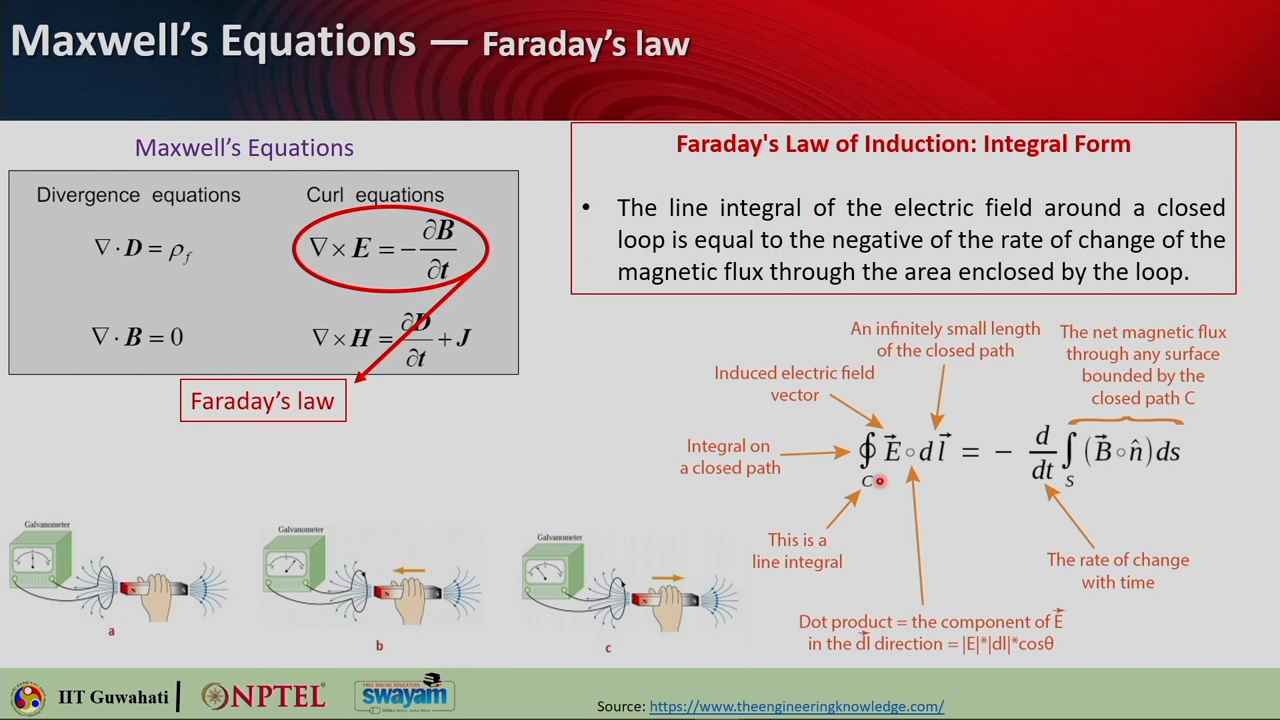 Maxwell’s Equations — Faraday’s law
Maxwell’s Equations
Divergence equations
Curl equations
∇ · D = ρf
∇ × E = − ∂B/∂t
∇ · B = 0
∇ × H = ∂D/∂t + J
Faraday’s law
Faraday's Law of Induction: Integral Form
• The line integral of the electric field around a closed
loop is equal to the negative of the rate of change of the
magnetic flux through the area enclosed by the loop.
An infinitely small length
of the closed path
The net magnetic flux
through any surface
bounded by the
closed path C
Induced electric field
vector
Integral on
a closed path
∮C E⃗ ∘ d l⃗ = − d/dt ∫S (B⃗ ∘ n̂) ds
This is a
line integral
The rate of change
with time
Dot product = the component of E⃗
in the dl⃗ direction = |E|*|dl|*cosθ
Galvanometer
a
Galvanometer
b
Galvanometer
c
IIT Guwahati
NPTEL
FREE ONLINE EDUCATION
swayam
Source: https://www.theengineeringknowledge.com/